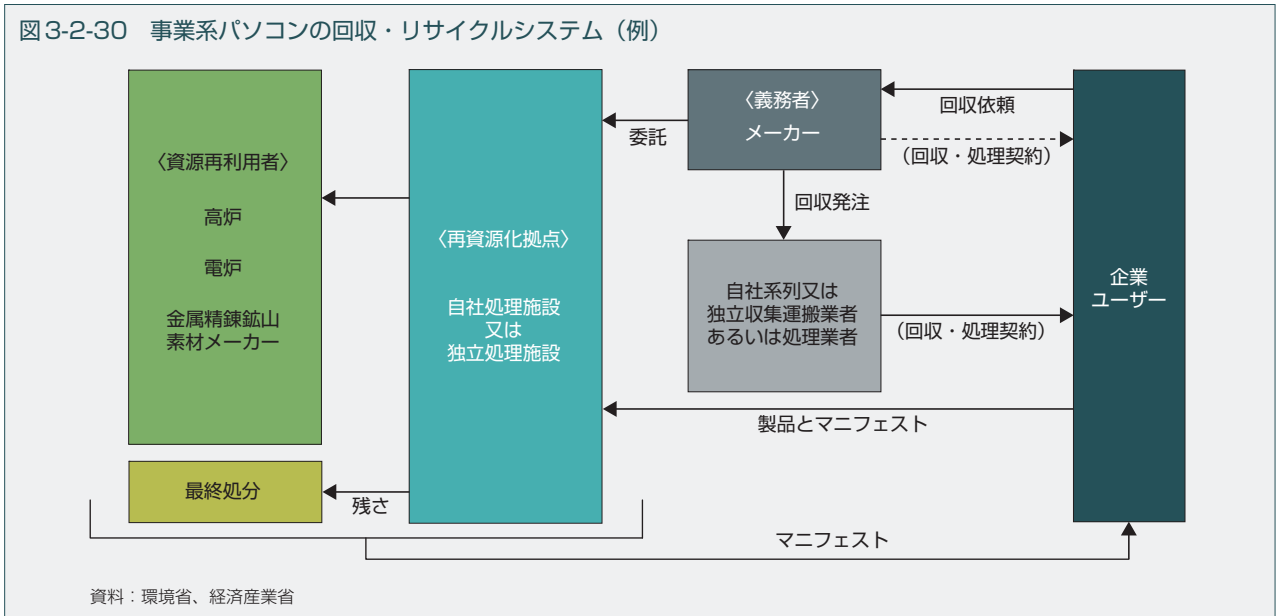 図3-2-30　事業系パソコンの回収・リサイクルシステム（例）
〈資源再利用者〉
高炉
電炉
金属精錬鉱山
素材メーカー
最終処分
残さ
〈再資源化拠点〉
自社処理施設
又は
独立処理施設
委託
〈義務者〉
メーカー
回収発注
自社系列又は
独立収集運搬業者
あるいは処理業者
回収依頼
（回収・処理契約）
（回収・処理契約）
企業
ユーザー
製品とマニフェスト
マニフェスト
資料：環境省、経済産業省